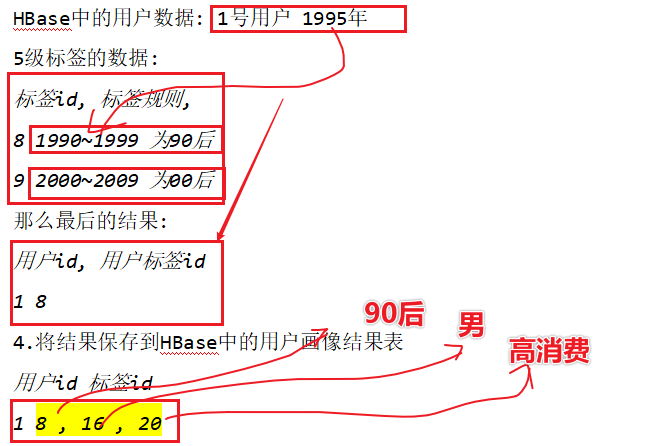 HBase中的用户数据: 1号用户 1995年
5级标签的数据:
标签id, 标签规则,
8 1990~1999 为90后
9 2000~2009 为00后
那么最后的结果:
用户id, 用户标签id
1 8
90后
男
高消费
4.将结果保存到HBase中的用户画像结果表
用户id 标签id
1 8 , 16 , 20